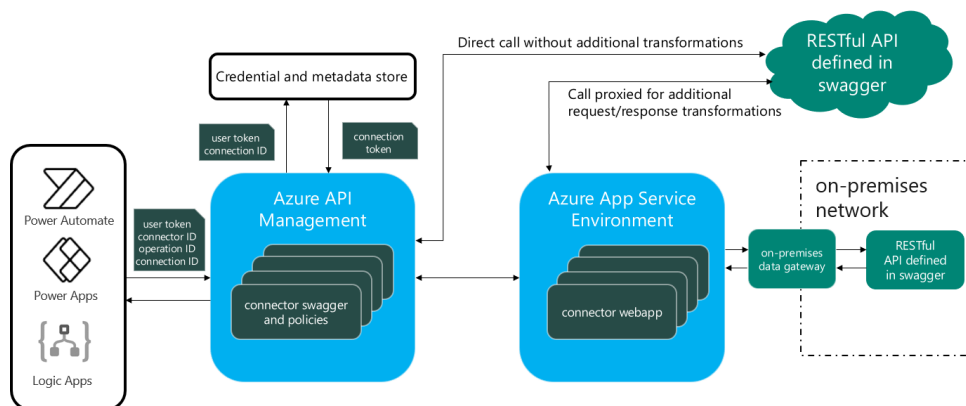 Direct call without additional transformations
RESTful API
defined in
swagger
Credential and metadata store
Call proxied for additional
request/response transformations
user token
connection ID
connection
token
Power Automate
Power Apps
Logic Apps
user token
connector ID
operation ID
connection ID
Azure API
Management
connector swagger
and policies
Azure App Service
Environment
connector webapp
on-premises
network
on-premises
data gateway
RESTful
API defined
in swagger